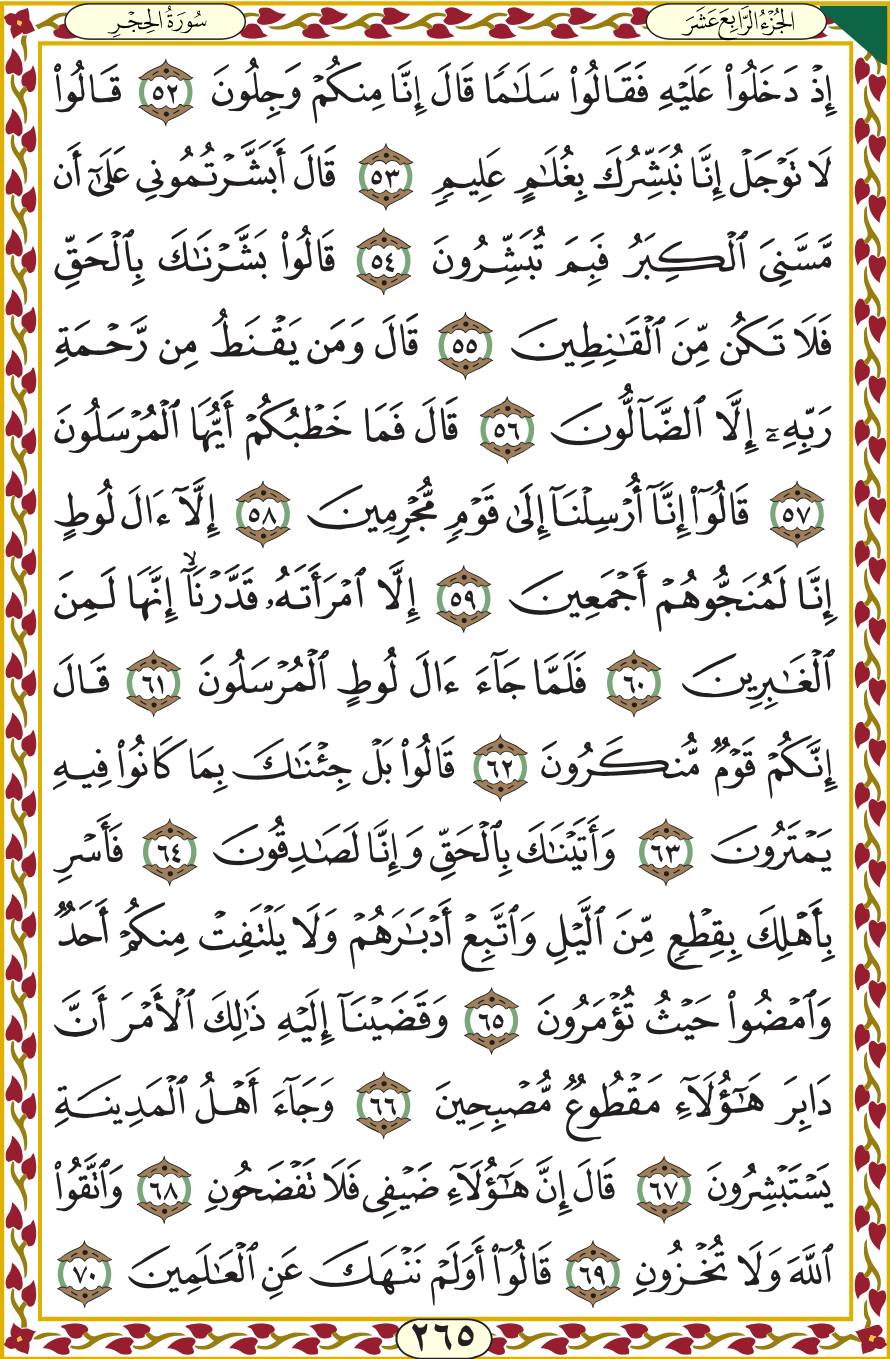 الجُزْءُ الرَّابِعَ عَشَرَ
سُورَةُ الحِجْرِ
إِذْ دَخَلُوا۟ عَلَيْهِ فَقَالُوا۟ سَلَـٰمًا قَالَ إِنَّا مِنكُمْ وَجِلُونَ ٥٢ قَالُوا۟
لَا تَوْجَلْ إِنَّا نُبَشِّرُكَ بِغُلَـٰمٍ عَلِيمٍ ٥٣ قَالَ أَبَشَّرْتُمُونِى عَلَىٰٓ أَن
مَّسَّنِىَ ٱلْكِبَرُ فَبِمَ تُبَشِّرُونَ ٥٤ قَالُوا۟ بَشَّرْنَـٰكَ بِٱلْحَقِّ
فَلَا تَكُن مِّنَ ٱلْقَـٰنِطِينَ ٥٥ قَالَ وَمَن يَقْنَطُ مِن رَّحْمَةِ
رَبِّهِۦٓ إِلَّا ٱلضَّآلُّونَ ٥٦ قَالَ فَمَا خَطْبُكُمْ أَيُّهَا ٱلْمُرْسَلُونَ
٥٧ قَالُوٓا۟ إِنَّآ أُرْسِلْنَآ إِلَىٰ قَوْمٍ مُّجْرِمِينَ ٥٨ إِلَّآ ءَالَ لُوطٍ
إِنَّا لَمُنَجُّوهُمْ أَجْمَعِينَ ٥٩ إِلَّا ٱمْرَأَتَهُۥ قَدَّرْنَآ ۙ إِنَّهَا لَمِنَ
ٱلْغَـٰبِرِينَ ٦٠ فَلَمَّا جَآءَ ءَالَ لُوطٍ ٱلْمُرْسَلُونَ ٦١ قَالَ
إِنَّكُمْ قَوْمٌ مُّنكَرُونَ ٦٢ قَالُوا۟ بَلْ جِئْنَـٰكَ بِمَا كَانُوا۟ فِيهِ
يَمْتَرُونَ ٦٣ وَأَتَيْنَـٰكَ بِٱلْحَقِّ وَإِنَّا لَصَـٰدِقُونَ ٦٤ فَأَسْرِ
بِأَهْلِكَ بِقِطْعٍ مِّنَ ٱلَّيْلِ وَٱتَّبِعْ أَدْبَـٰرَهُمْ وَلَا يَلْتَفِتْ مِنكُمْ أَحَدٌ
وَٱمْضُوا۟ حَيْثُ تُؤْمَرُونَ ٦٥ وَقَضَيْنَآ إِلَيْهِ ذَٰلِكَ ٱلْأَمْرَ أَنَّ
دَابِرَ هَـٰٓؤُلَآءِ مَقْطُوعٌ مُّصْبِحِينَ ٦٦ وَجَآءَ أَهْلُ ٱلْمَدِينَةِ
يَسْتَبْشِرُونَ ٦٧ قَالَ إِنَّ هَـٰٓؤُلَآءِ ضَيْفِى فَلَا تَفْضَحُونِ ٦٨ وَٱتَّقُوا۟
ٱللَّهَ وَلَا تُخْزُونِ ٦٩ قَالُوٓا۟ أَوَلَمْ نَنْهَكَ عَنِ ٱلْعَـٰلَمِينَ ٧٠
٢٦٥